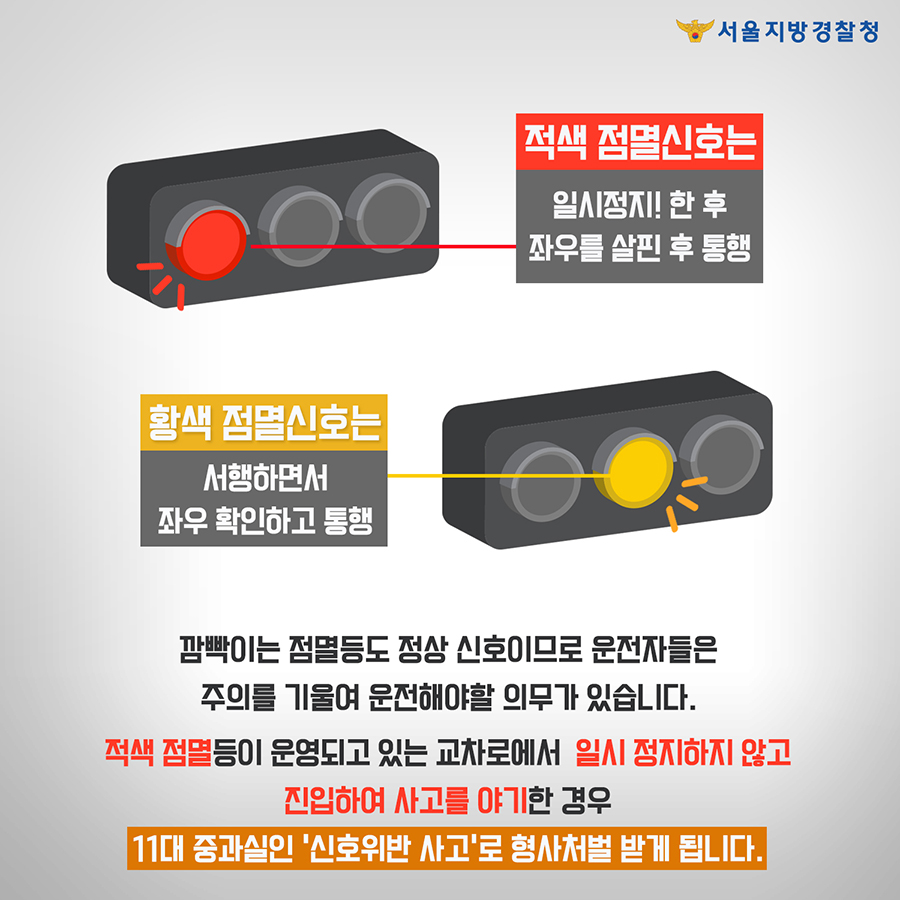 서울지방경찰청
적색 점멸신호는
일시정지! 한 후
좌우를 살핀 후 통행
황색 점멸신호는
서행하면서
좌우 확인하고 통행
깜빡이는 점멸등도 정상 신호이므로 운전자들은
주의를 기울여 운전해야할 의무가 있습니다.
적색 점멸등이 운영되고 있는 교차로에서 일시 정지하지 않고
진입하여 사고를 야기한 경우
11대 중과실인 '신호위반 사고'로 형사처벌 받게 됩니다.